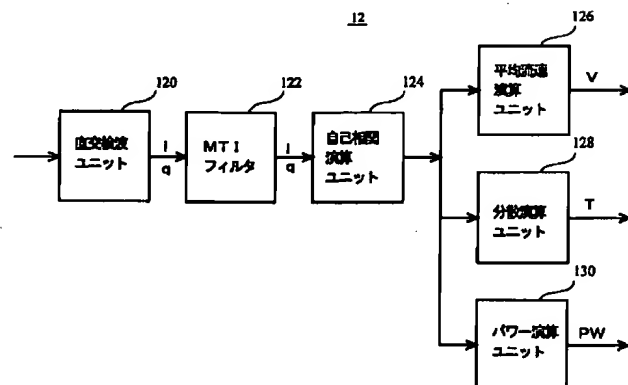 12
120
直交検波
ユニット
I
q
122
MTI
フィルタ
I
q
124
自己相関
演算
ユニット
126
平均流速
演算
ユニット
V
128
分散演算
ユニット
T
130
パワー演算
ユニット
PW